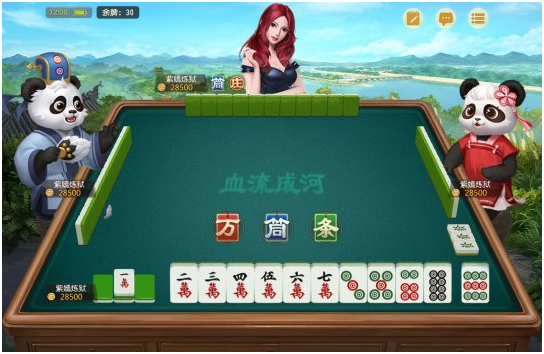 12:00
余牌：30
紫嫣炼狱
28500
筒
庄
紫嫣炼狱
28500
紫嫣炼狱
28500
血流成河
万 筒 条
紫嫣炼狱
28500
一萬
二萬 三萬 四萬 伍萬 六萬 七萬